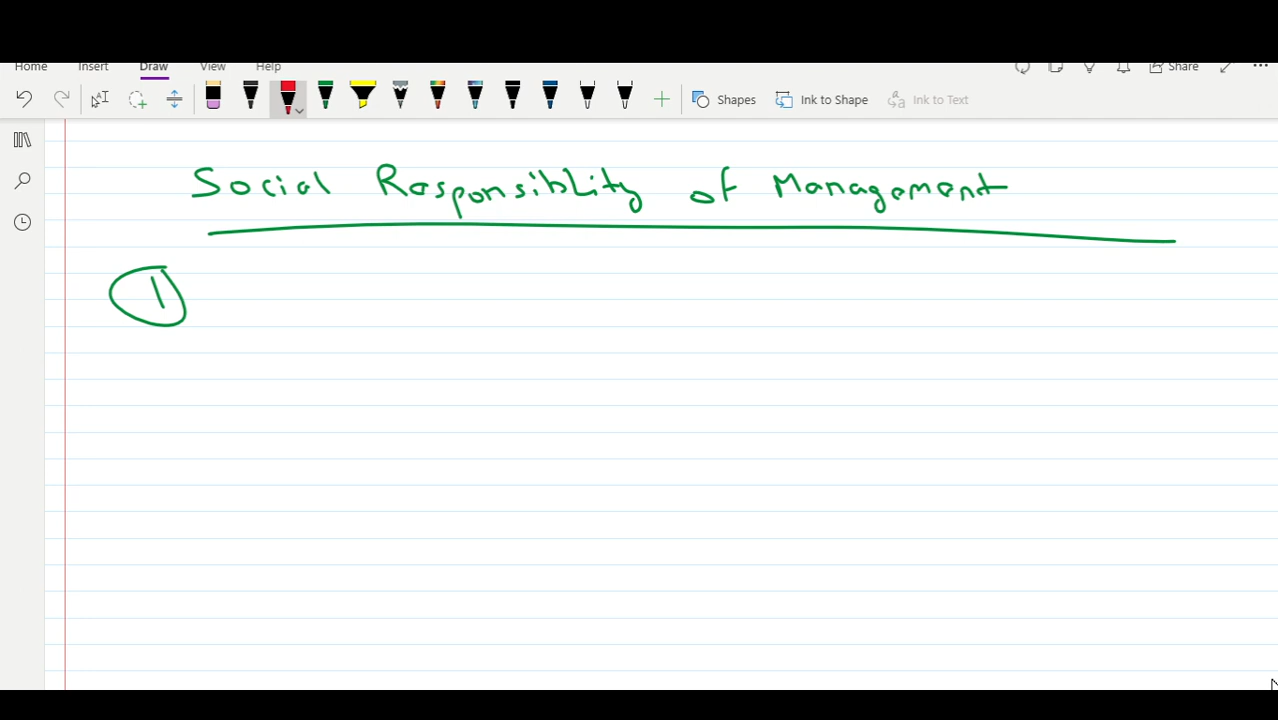 Home Insert Draw View Help Share
Shapes Ink to Shape Ink to Text
Social Responsiblity of Management
1